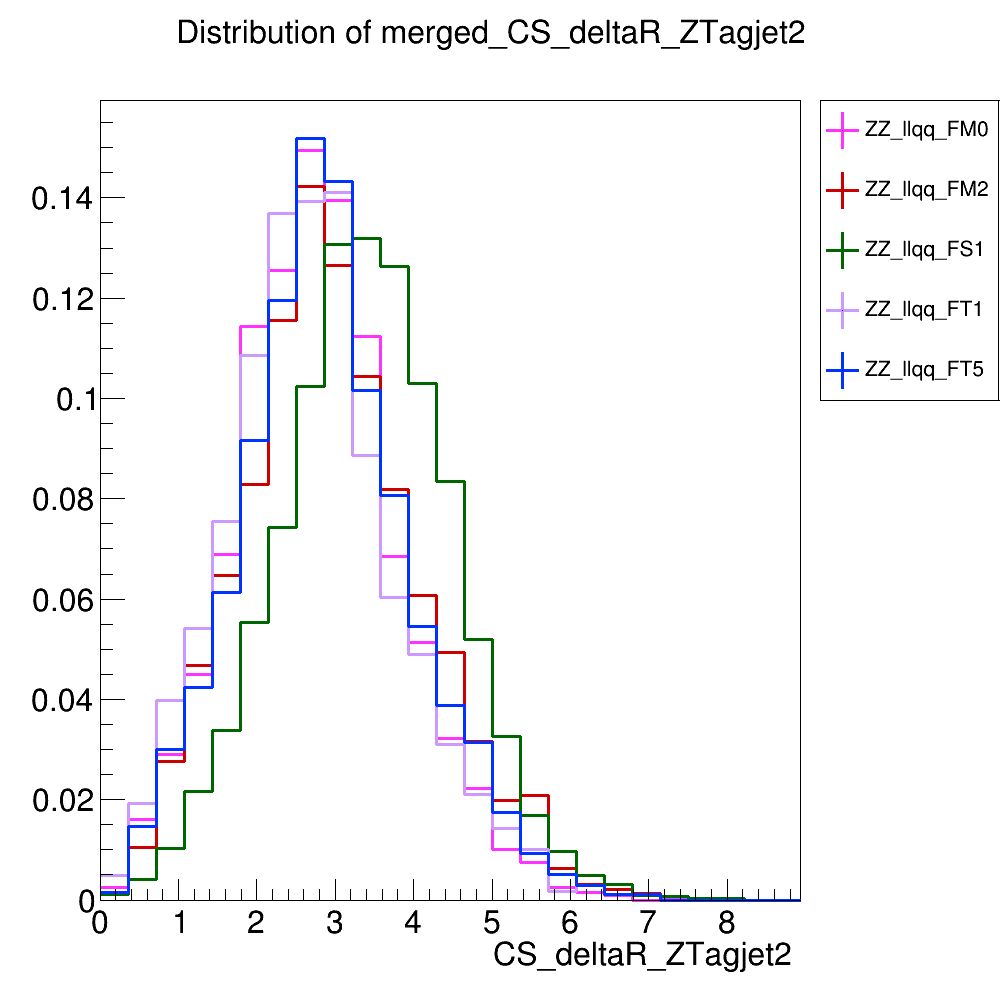 Distribution of merged_CS_deltaR_ZTagjet2
ZZ_llqq_FM0
ZZ_llqq_FM2
ZZ_llqq_FS1
ZZ_llqq_FT1
ZZ_llqq_FT5
0.14
0.12
0.1
0.08
0.06
0.04
0.02
0
0 1 2 3 4 5 6 7 8
CS_deltaR_ZTagjet2